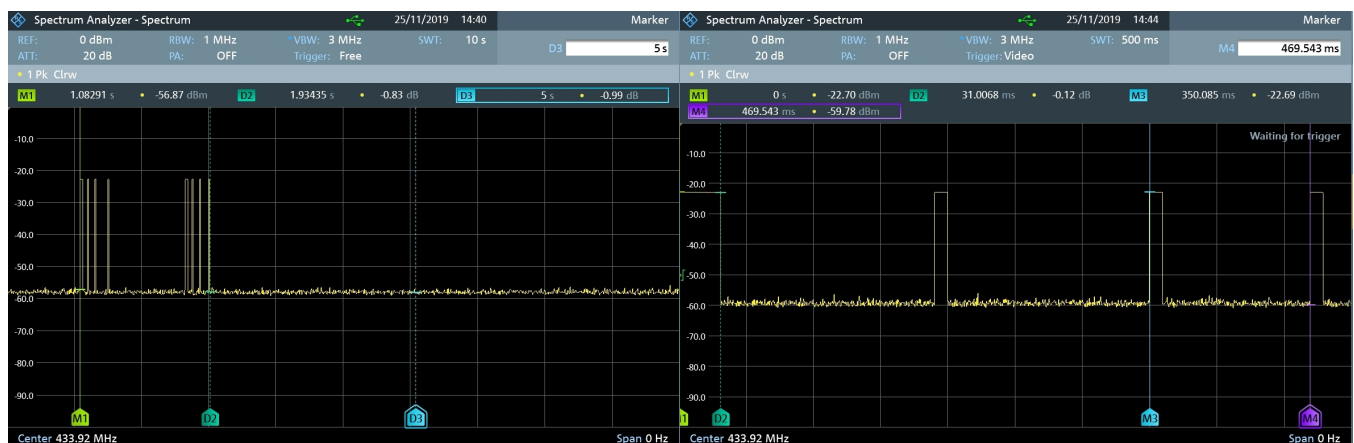 Spectrum Analyzer - Spectrum 25/11/2019 14:40 Marker
REF: 0 dBm RBW: 1 MHz *VBW: 3 MHz SWT: 10 s
ATT: 20 dB PA: OFF Trigger: Free
D3 5 s
• 1 Pk Clrw
M1 1.08291 s • -56.87 dBm D2 1.93435 s • -0.83 dB D3 5 s • -0.99 dB
-10.0
-20.0
-30.0
-40.0
-50.0
-60.0
-70.0
-80.0
-90.0
M1 D2 D3
Center 433.92 MHz Span 0 Hz
Spectrum Analyzer - Spectrum 25/11/2019 14:44 Marker
REF: 0 dBm RBW: 1 MHz *VBW: 3 MHz SWT: 500 ms
ATT: 20 dB PA: OFF Trigger: Video
M4 469.543 ms
• 1 Pk Clrw
M1 0 s • -22.70 dBm D2 31.0068 ms • -0.12 dB M3 350.085 ms • -22.69 dBm
M4 469.543 ms • -59.78 dBm
Waiting for trigger
-10.0
-20.0
-30.0
-40.0
-50.0
-60.0
-70.0
-80.0
-90.0
1 D2 M3 M4
Center 433.92 MHz Span 0 Hz